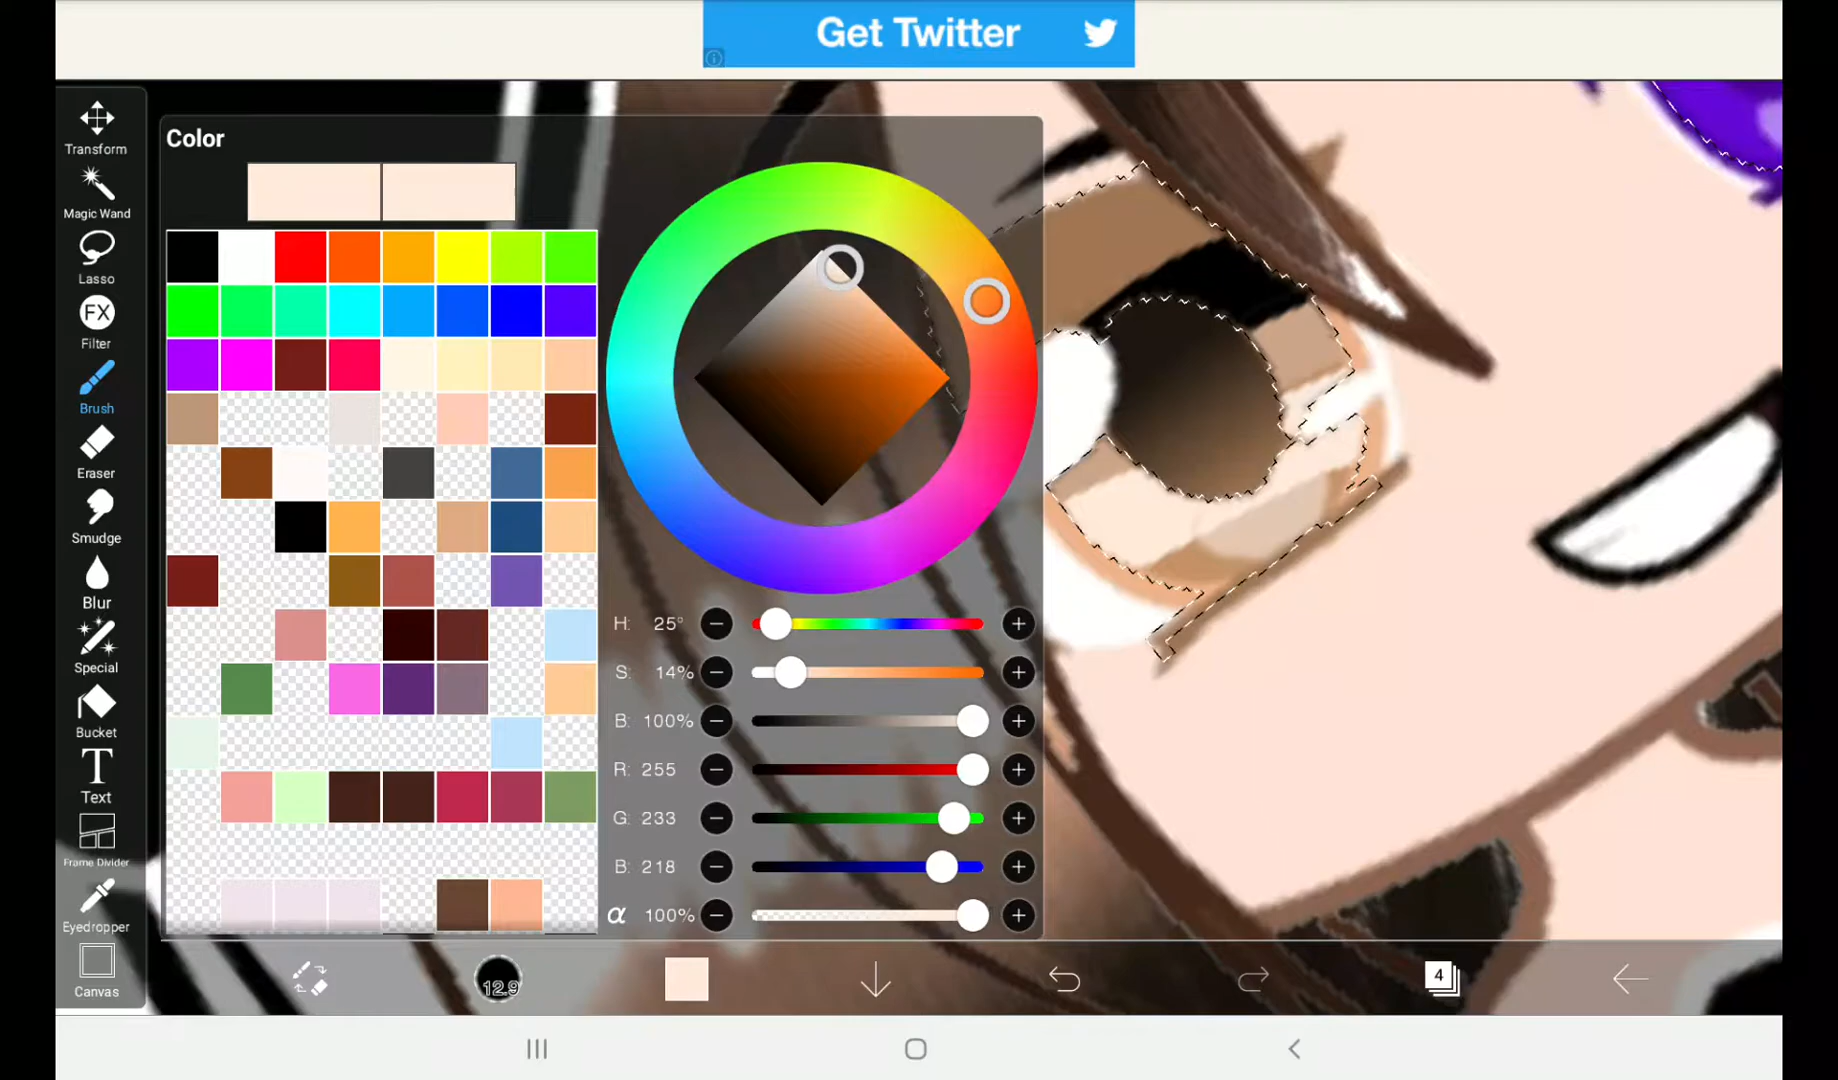 Get Twitter
Transform
Magic Wand
Lasso
FX
Filter
Brush
Eraser
Smudge
Blur
Special
Bucket
T
Text
Frame Divider
Eyedropper
Canvas
Color
H: 25°
S: 14%
B: 100%
R: 255
G: 233
B: 218
α 100%
12.9
4